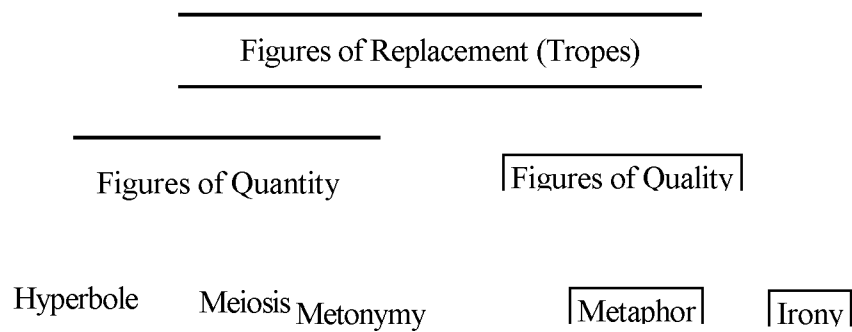 Figures of Replacement (Tropes)
Figures of Quantity Figures of Quality
Hyperbole Meiosis Metonymy Metaphor Irony